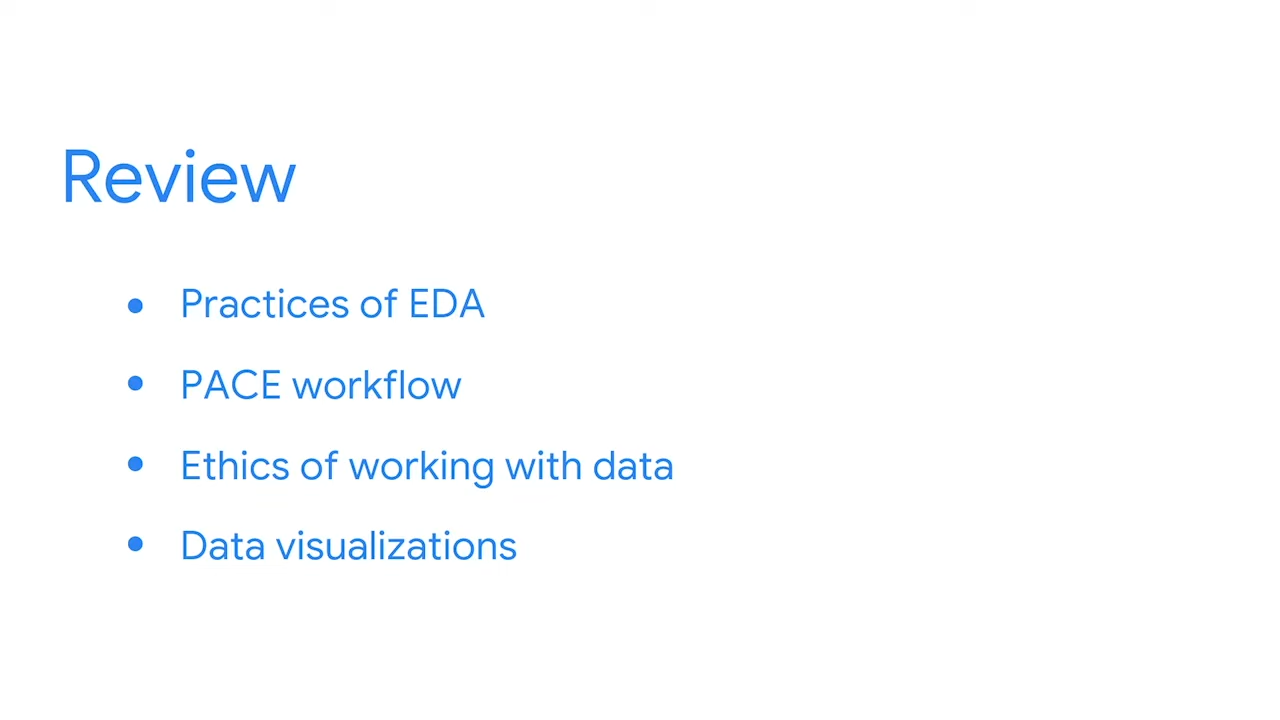 Review
• Practices of EDA
• PACE workflow
• Ethics of working with data
• Data visualizations